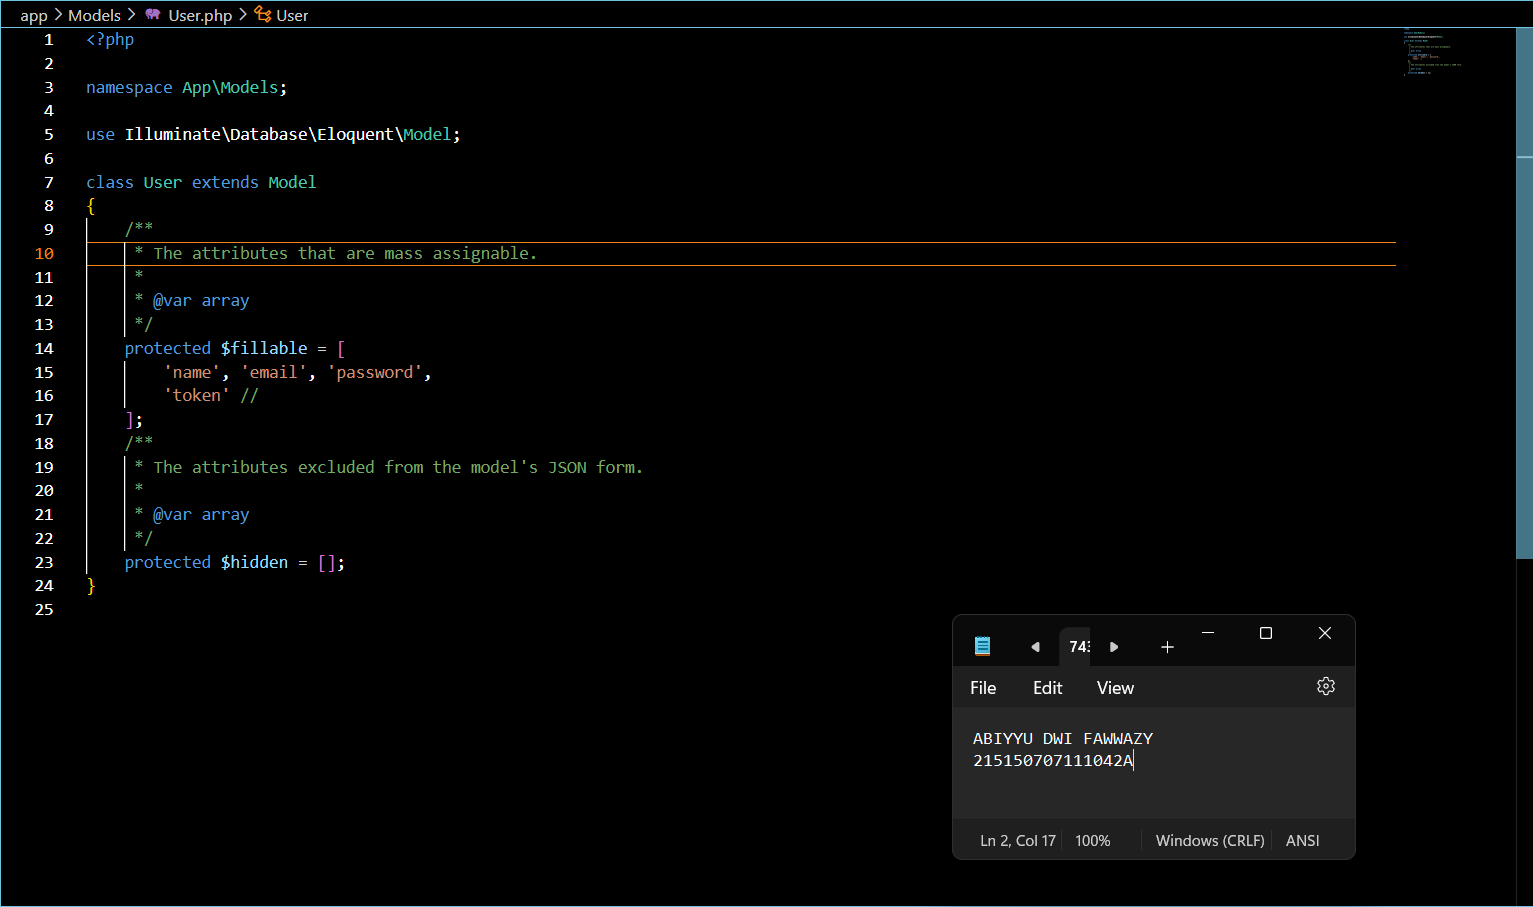 app > Models > User.php > User
1 <?php
2
3 namespace App\Models;
4
5 use Illuminate\Database\Eloquent\Model;
6
7 class User extends Model
8 {
9 /**
10 * The attributes that are mass assignable.
11 *
12 * @var array
13 */
14 protected $fillable = [
15 'name', 'email', 'password',
16 'token' //
17 ];
18 /**
19 * The attributes excluded from the model's JSON form.
20 *
21 * @var array
22 */
23 protected $hidden = [];
24 }
25
743
File Edit View
ABIYYU DWI FAWWAZY
215150707111042A
Ln 2, Col 17 100% Windows (CRLF) ANSI